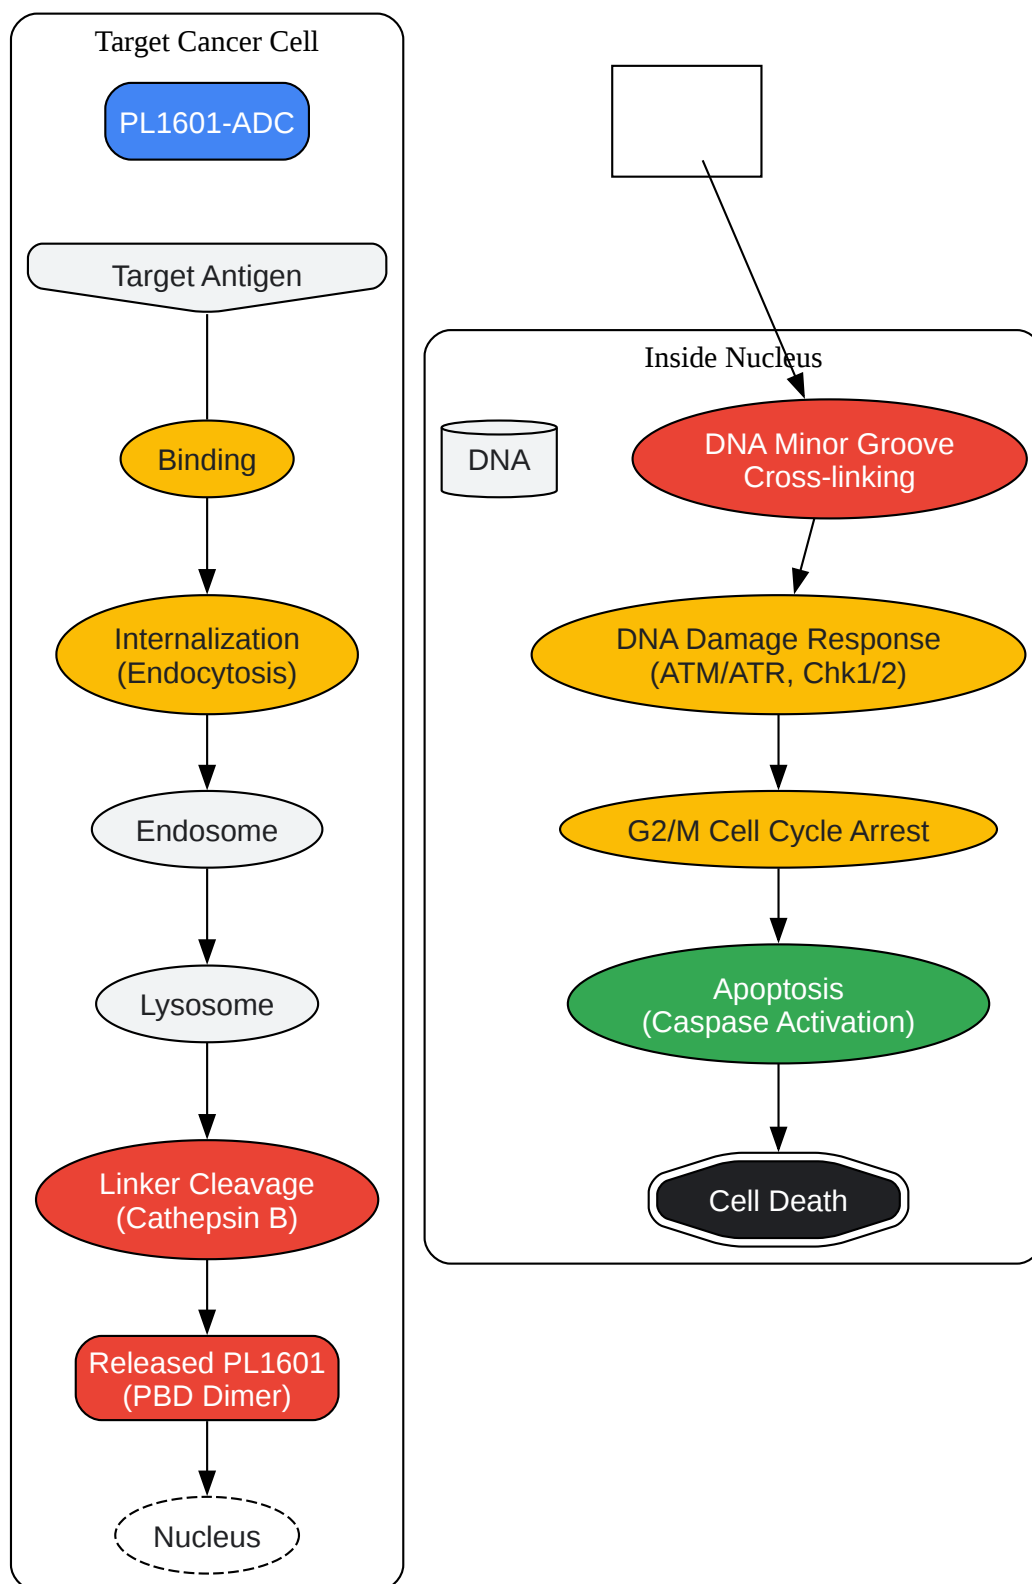 Target Cancer Cell
PL1601-ADC
Target Antigen
Binding
Internalization
(Endocytosis)
Endosome
Lysosome
Linker Cleavage
(Cathepsin B)
Released PL1601
(PBD Dimer)
Nucleus
Inside Nucleus
DNA
DNA Minor Groove
Cross-linking
DNA Damage Response
(ATM/ATR, Chk1/2)
G2/M Cell Cycle Arrest
Apoptosis
(Caspase Activation)
Cell Death